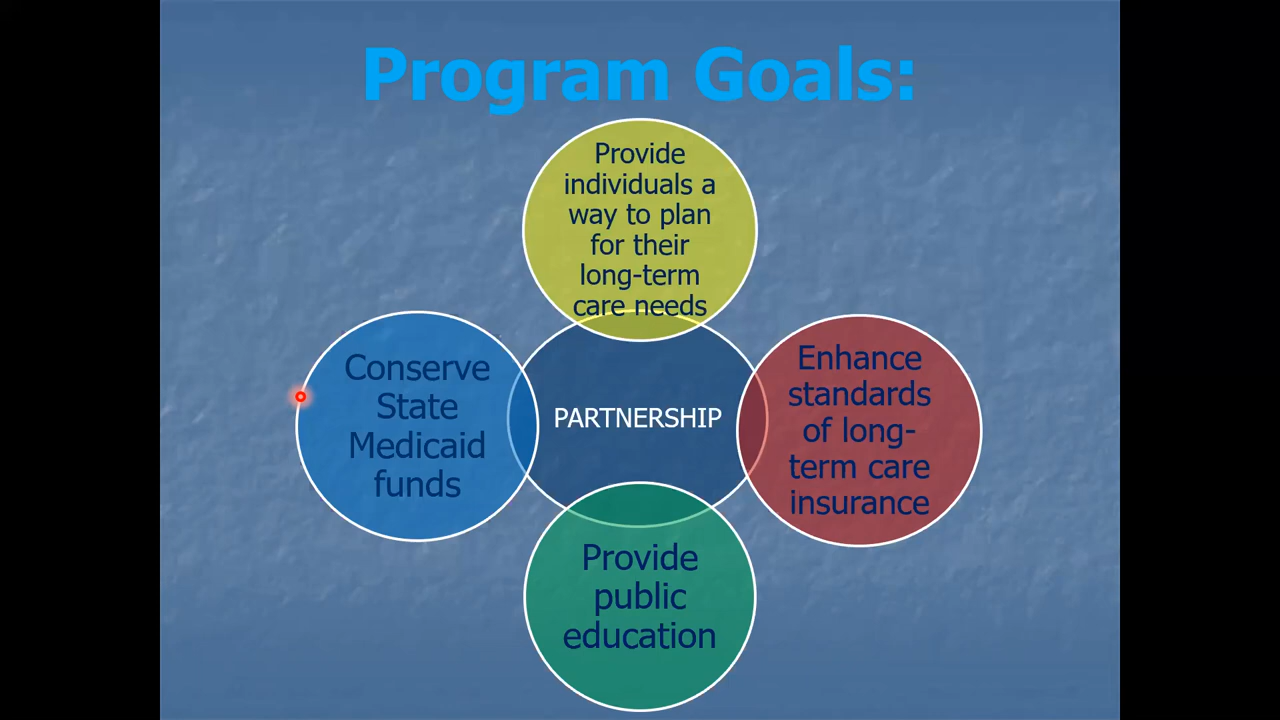 Program Goals:
Provide
individuals a
way to plan
for their
long-term
care needs
Conserve
State
Medicaid
funds
PARTNERSHIP
Enhance
standards
of long-
term care
insurance
Provide
public
education